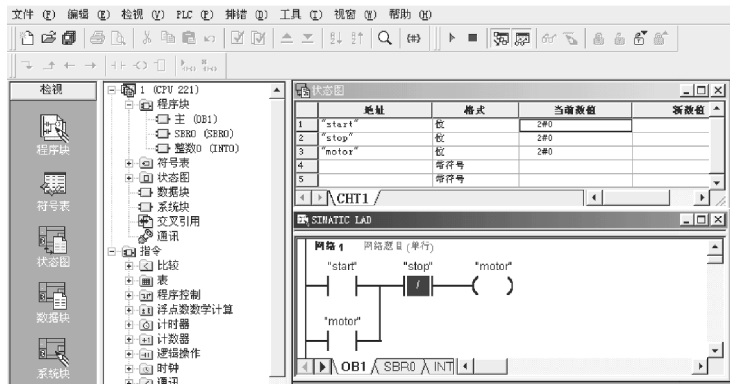 文件 (F) 编辑 (E) 检视 (V) PLC (P) 排错 (D) 工具 (T) 视窗 (W) 帮助 (H)
检视
程序块
符号表
状态图
数据块
系统块
1 (CPU 221)
程序块
主 (OB1)
SBR0 (SBR0)
整数0 (INT0)
符号表
状态图
数据块
系统块
交叉引用
通讯
指令
比较
表
程序控制
浮点数数学计算
计时器
计数器
逻辑操作
时钟
通讯
状态图
地址 格式 当前数值 新数值
1 "start" 位 2#0
2 "stop" 位 2#0
3 "motor" 位 2#0
4 带符号
5 带符号
CHT1
SIMATIC LAD
网络 1 网络题目 (单行)
"start" "stop" "motor"
"motor"
OB1 SBR0 INT